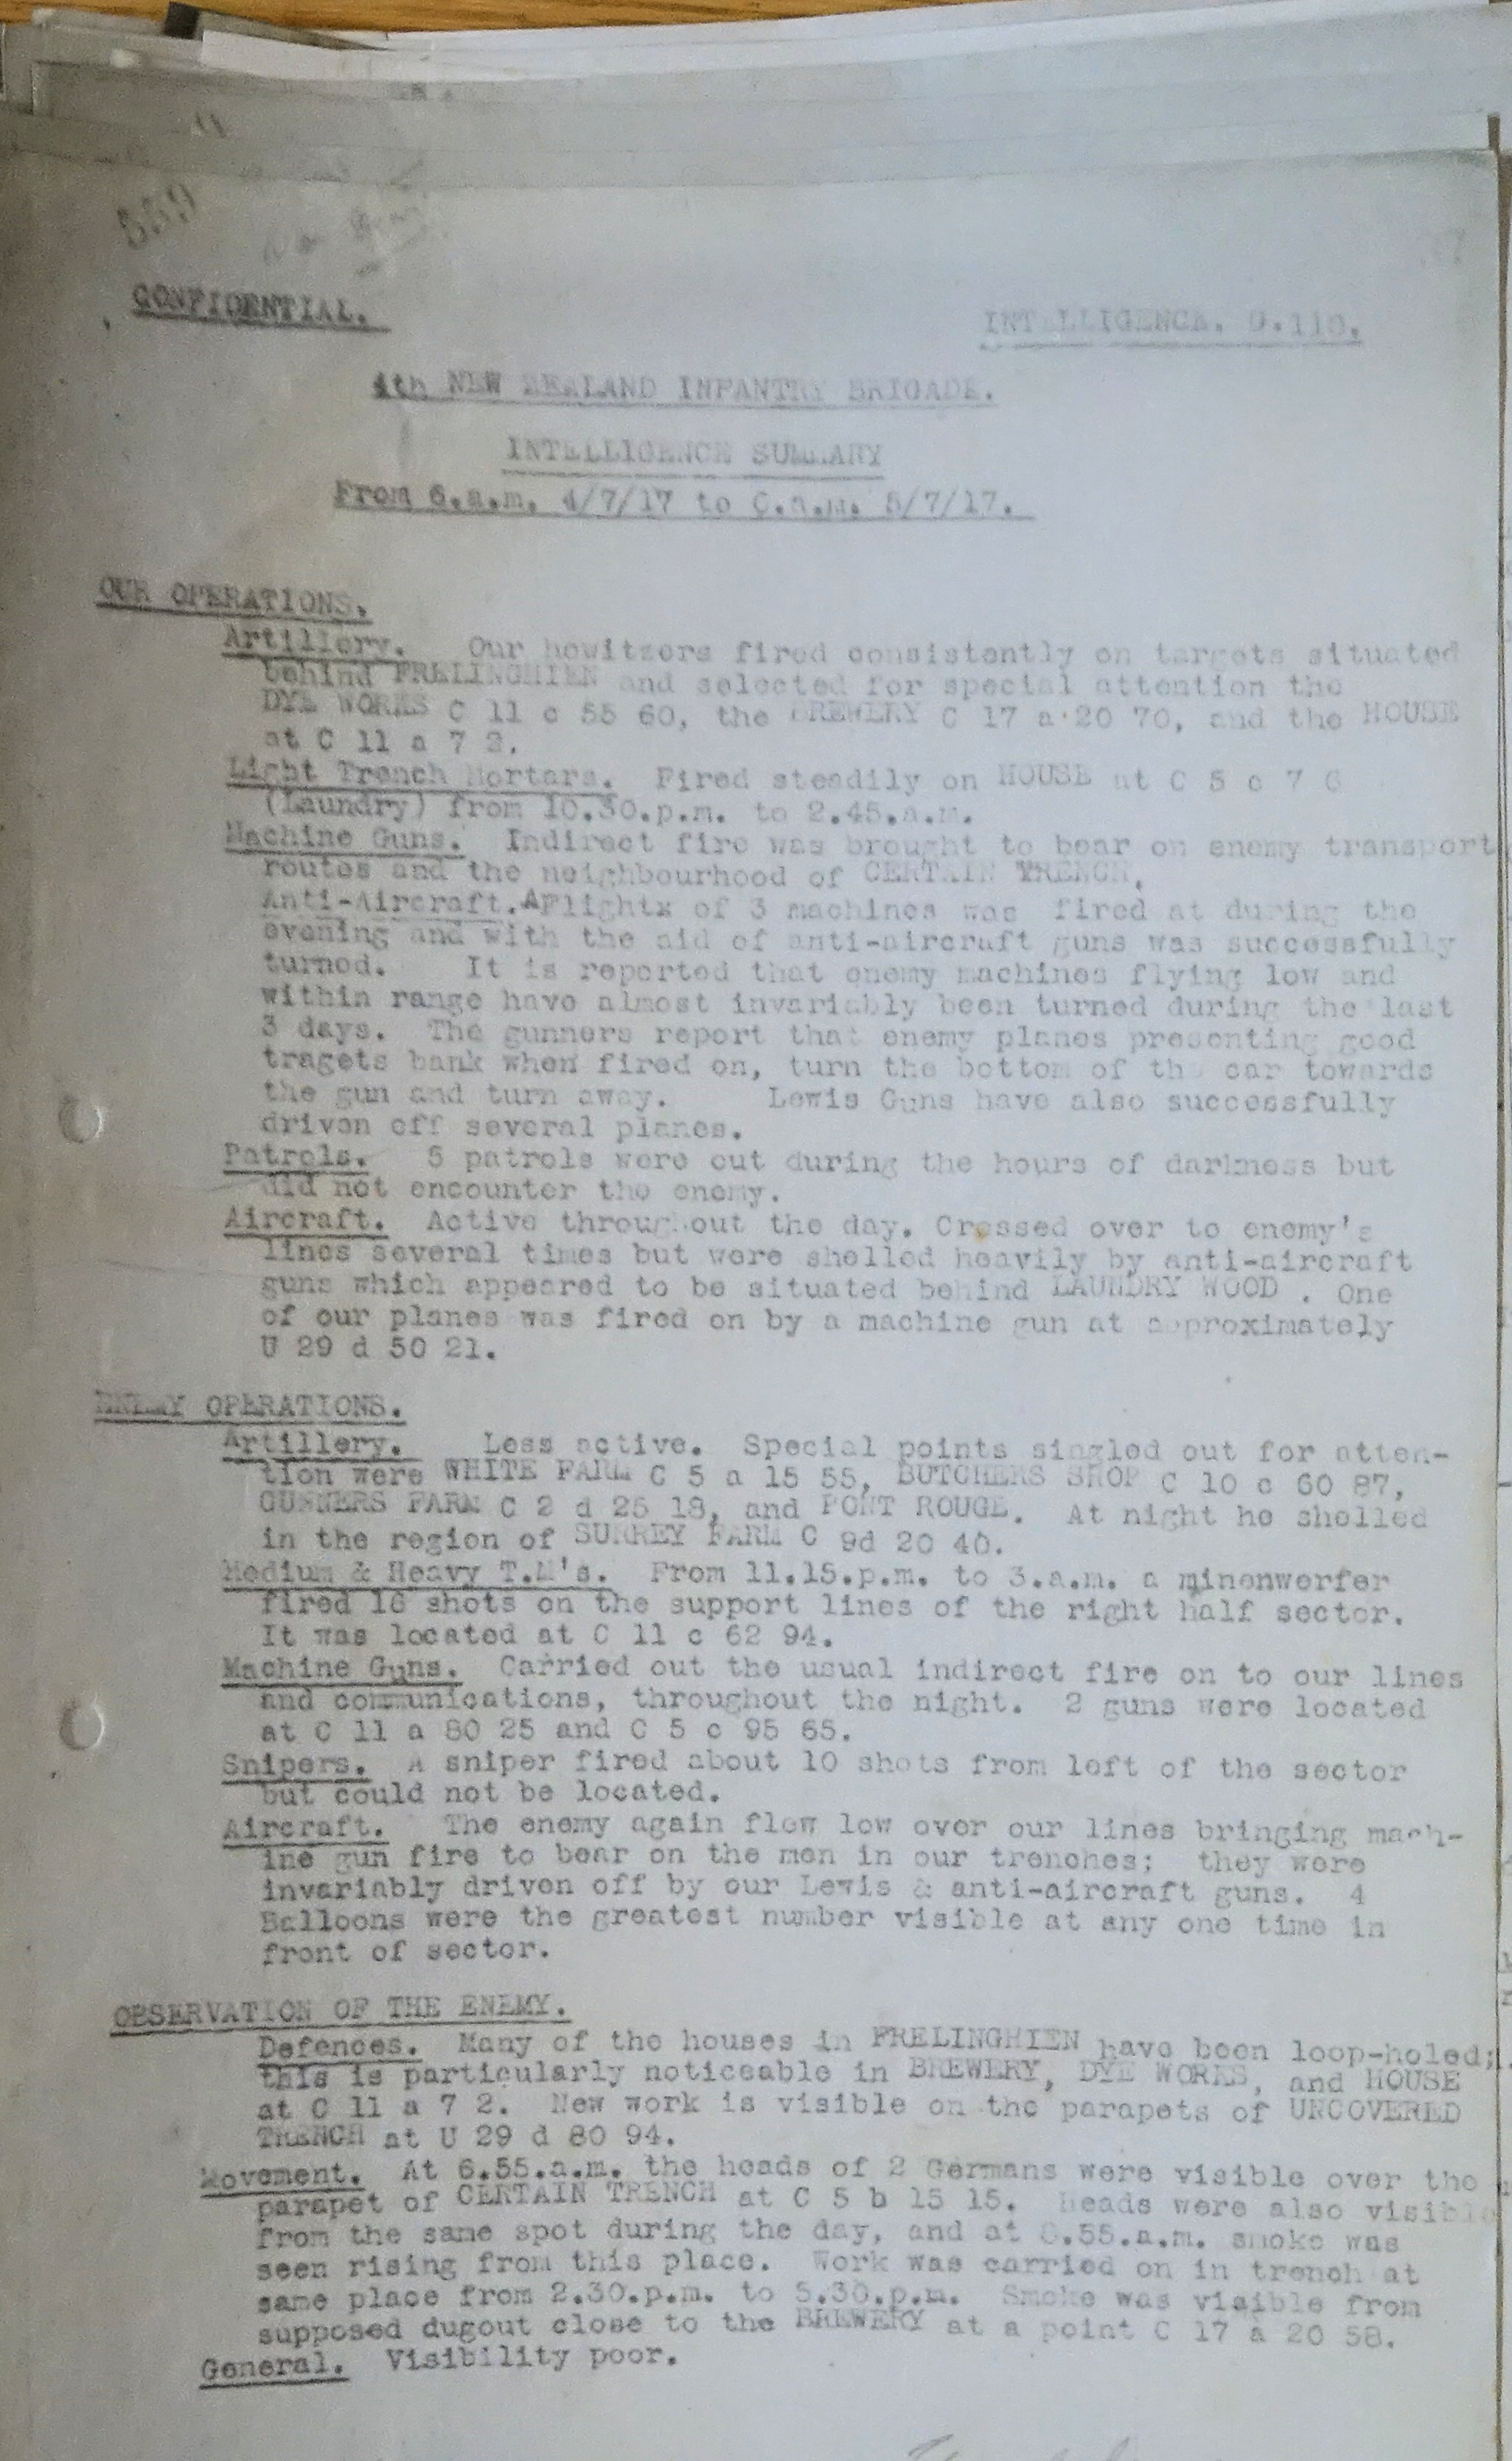 339
CONFIDENTIAL.
INTELLIGENCE.
4th NEW ZEALAND INFANTRY BRIGADE.
INTELLIGENCE SUMMARY
From 6.a.m. 4/7/17 to 6.a.m. 5/7/17.
OUR OPERATIONS.
Artillery. Our howitzers fired consistently on targets situated
behind FRELINGHIEN and selected for special attention the
DYE WORKS C 11 c 55 60, the BREWERY C 17 a 20 70, and the HOUSE
at C 11 a 7 2.
Light Trench Mortars. Fired steadily on HOUSE at C 5 c 7 6
(Laundry) from 10.30.p.m. to 2.45.a.m.
Machine Guns. Indirect fire was brought to bear on enemy transport
routes and the neighbourhood of CERTAIN TRENCH.
Anti-Aircraft. A Flightx of 3 machines was fired at during the
evening and with the aid of anti-aircraft guns was successfully
turned. It is reported that enemy machines flying low and
within range have almost invariably been turned during the last
3 days. The gunners report that enemy planes presenting good
tragets bank when fired on, turn the bottom of the car towards
the gun and turn away. Lewis Guns have also successfully
driven off several planes.
Patrols. 5 patrols were out during the hours of darkness but
did not encounter the enemy.
Aircraft. Active throughout the day. Crossed over to enemy's
lines several times but were shelled heavily by anti-aircraft
guns which appeared to be situated behind LAUNDRY WOOD . One
of our planes was fired on by a machine gun at approximately
U 29 d 50 21.
ENEMY OPERATIONS.
Artillery. Less active. Special points singled out for atten-
tion were WHITE FARM C 5 a 15 55, BUTCHERS SHOP C 10 c 60 87,
GUNNERS FARM C 2 d 25 18, and PONT ROUGE. At night he shelled
in the region of SURREY FARM C 9d 20 40.
Medium & Heavy T.M's. From 11.15.p.m. to 3.a.m. a minenwerfer
fired 16 shots on the support lines of the right half sector.
It was located at C 11 c 62 94.
Machine Guns. Carried out the usual indirect fire on to our lines
and communications, throughout the night. 2 guns were located
at C 11 a 80 25 and C 5 c 95 65.
Snipers. A sniper fired about 10 shots from left of the sector
but could not be located.
Aircraft. The enemy again flew low over our lines bringing mach-
ine gun fire to bear on the men in our trenches; they were
invariably driven off by our Lewis & anti-aircraft guns. 4
Balloons were the greatest number visible at any one time in
front of sector.
OBSERVATION OF THE ENEMY.
Defences. Many of the houses in FRELINGHIEN have been loop-holed;
this is particularly noticeable in BREWERY, DYE WORKS, and HOUSE
at C 11 a 7 2. New work is visible on the parapets of UNCOVERED
TRENCH at U 29 d 80 94.
Movement. At 6.55.a.m. the heads of 2 Germans were visible over the
parapet of CERTAIN TRENCH at C 5 b 15 15. Heads were also visible
from the same spot during the day, and at 8.55.a.m. smoke was
seen rising from this place. Work was carried on in trench at
same place from 2.30.p.m. to 5.30.p.m. Smoke was visible from
supposed dugout close to the BREWERY at a point C 17 a 20 58.
General. Visibility poor.